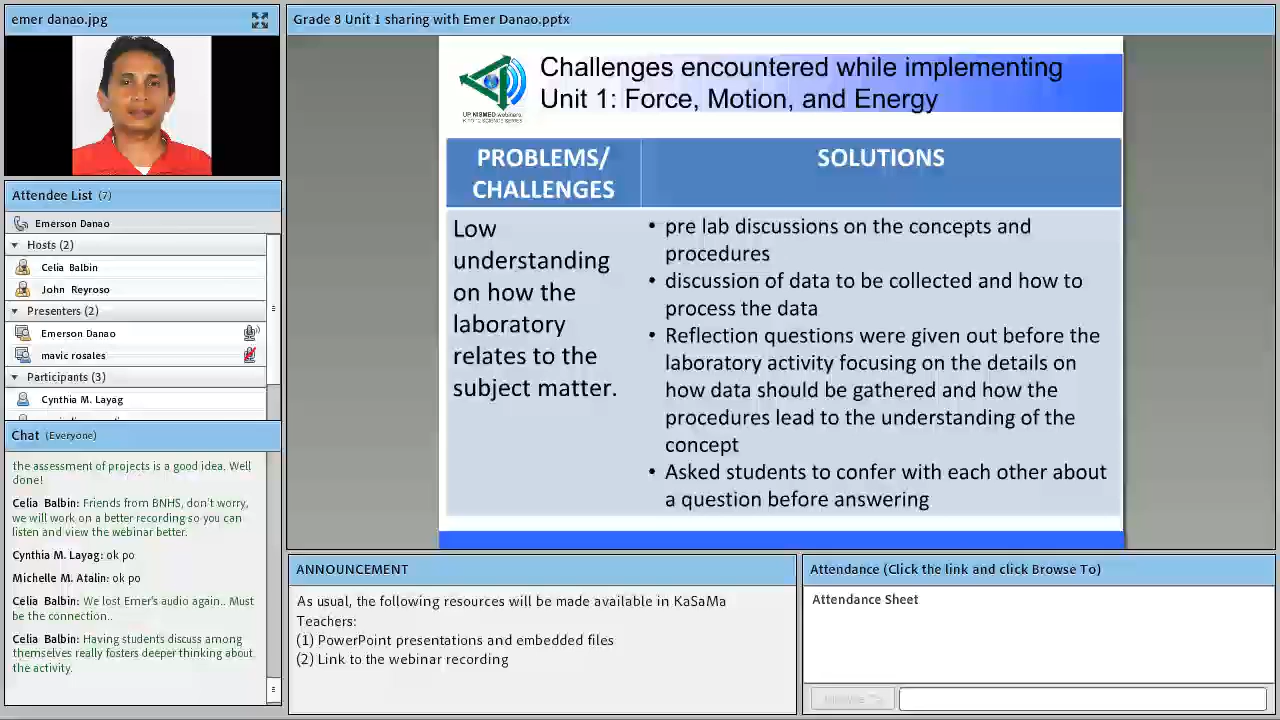 emer danao.jpg
Attendee List (7)
Emerson Danao
Hosts (2)
Celia Balbin
John Reyroso
Presenters (2)
Emerson Danao
mavic rosales
Participants (3)
Cynthia M. Layag
Chat (Everyone)
the assessment of projects is a good idea. Well
done!
Celia Balbin: Friends from BNHS, don't worry,
we will work on a better recording so you can
listen and view the webinar better.
Cynthia M. Layag: ok po
Michelle M. Atalin: ok po
Celia Balbin: We lost Emer's audio again.. Must
be the connection..
Celia Balbin: Having students discuss among
themselves really fosters deeper thinking about
the activity.
Grade 8 Unit 1 sharing with Emer Danao.pptx
UP NISMED webinars
K to 12 SCIENCE SERIES
Challenges encountered while implementing
Unit 1: Force, Motion, and Energy
PROBLEMS/
CHALLENGES
SOLUTIONS
Low
understanding
on how the
laboratory
relates to the
subject matter.
• pre lab discussions on the concepts and
procedures
• discussion of data to be collected and how to
process the data
• Reflection questions were given out before the
laboratory activity focusing on the details on
how data should be gathered and how the
procedures lead to the understanding of the
concept
• Asked students to confer with each other about
a question before answering
ANNOUNCEMENT
As usual, the following resources will be made available in KaSaMa
Teachers:
(1) PowerPoint presentations and embedded files
(2) Link to the webinar recording
Attendance (Click the link and click Browse To)
Attendance Sheet
Browse To